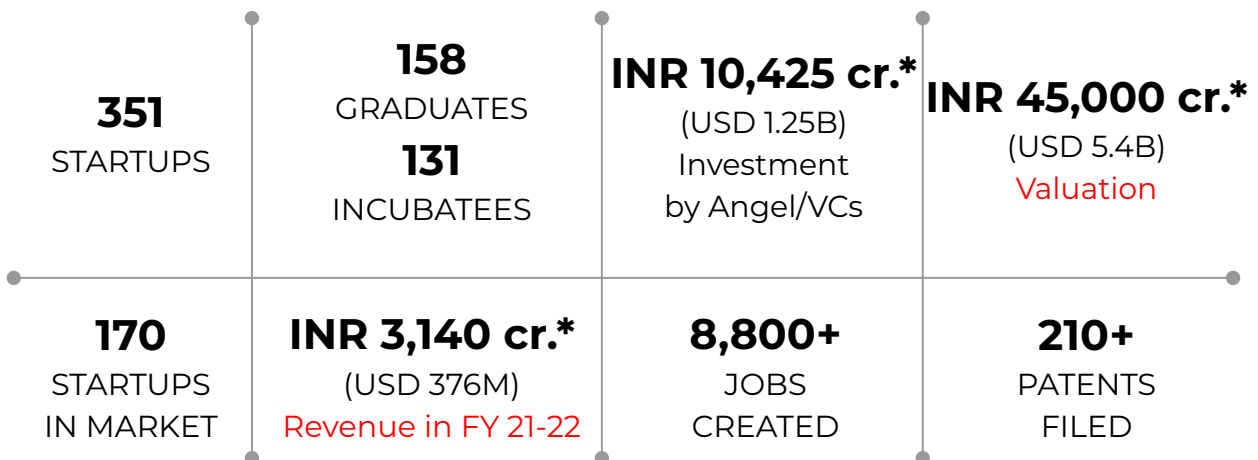 351
STARTUPS
158
GRADUATES
131
INCUBATEES
INR 10,425 cr.*
(USD 1.25B)
Investment
by Angel/VCs
INR 45,000 cr.*
(USD 5.4B)
Valuation
170
STARTUPS
IN MARKET
INR 3,140 cr.*
(USD 376M)
Revenue in FY 21-22
8,800+
JOBS
CREATED
210+
PATENTS
FILED